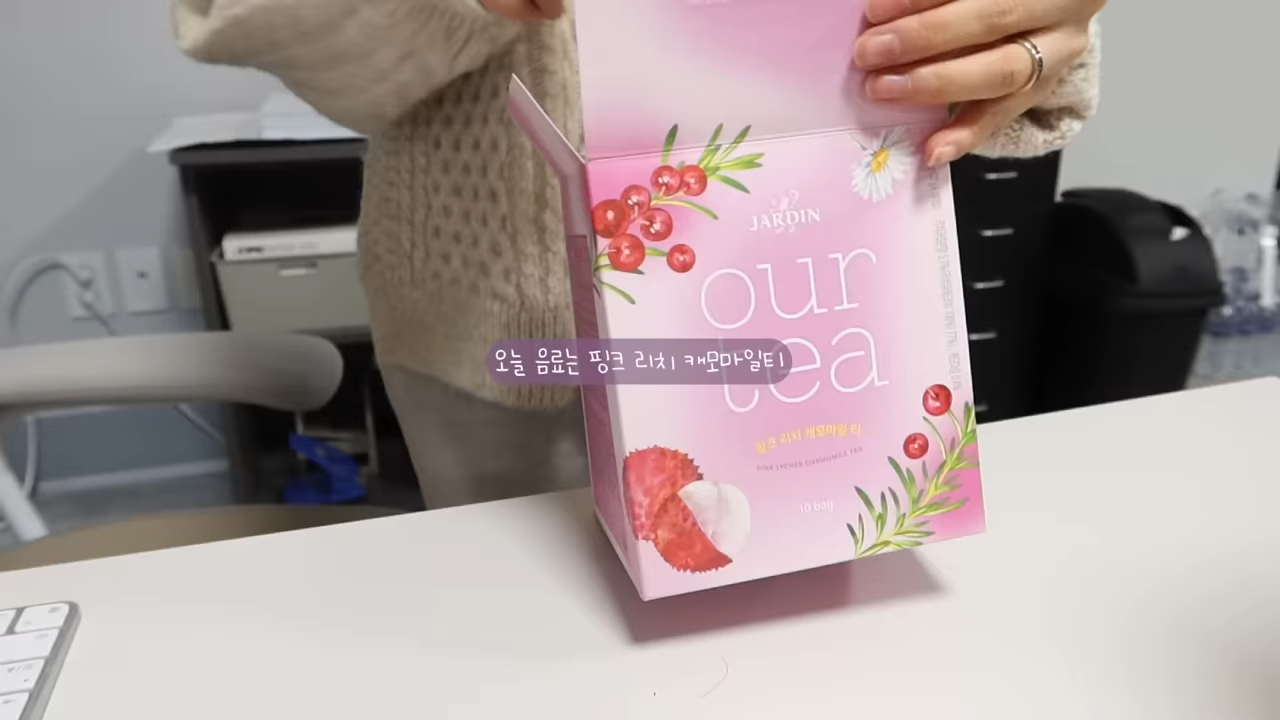 JARDIN
our
오늘 음료는 핑크 리치 캐모마일티
tea
핑크 리치 캐모마일 티
PINK LYCHEE CHAMOMILE TEA
10 bag